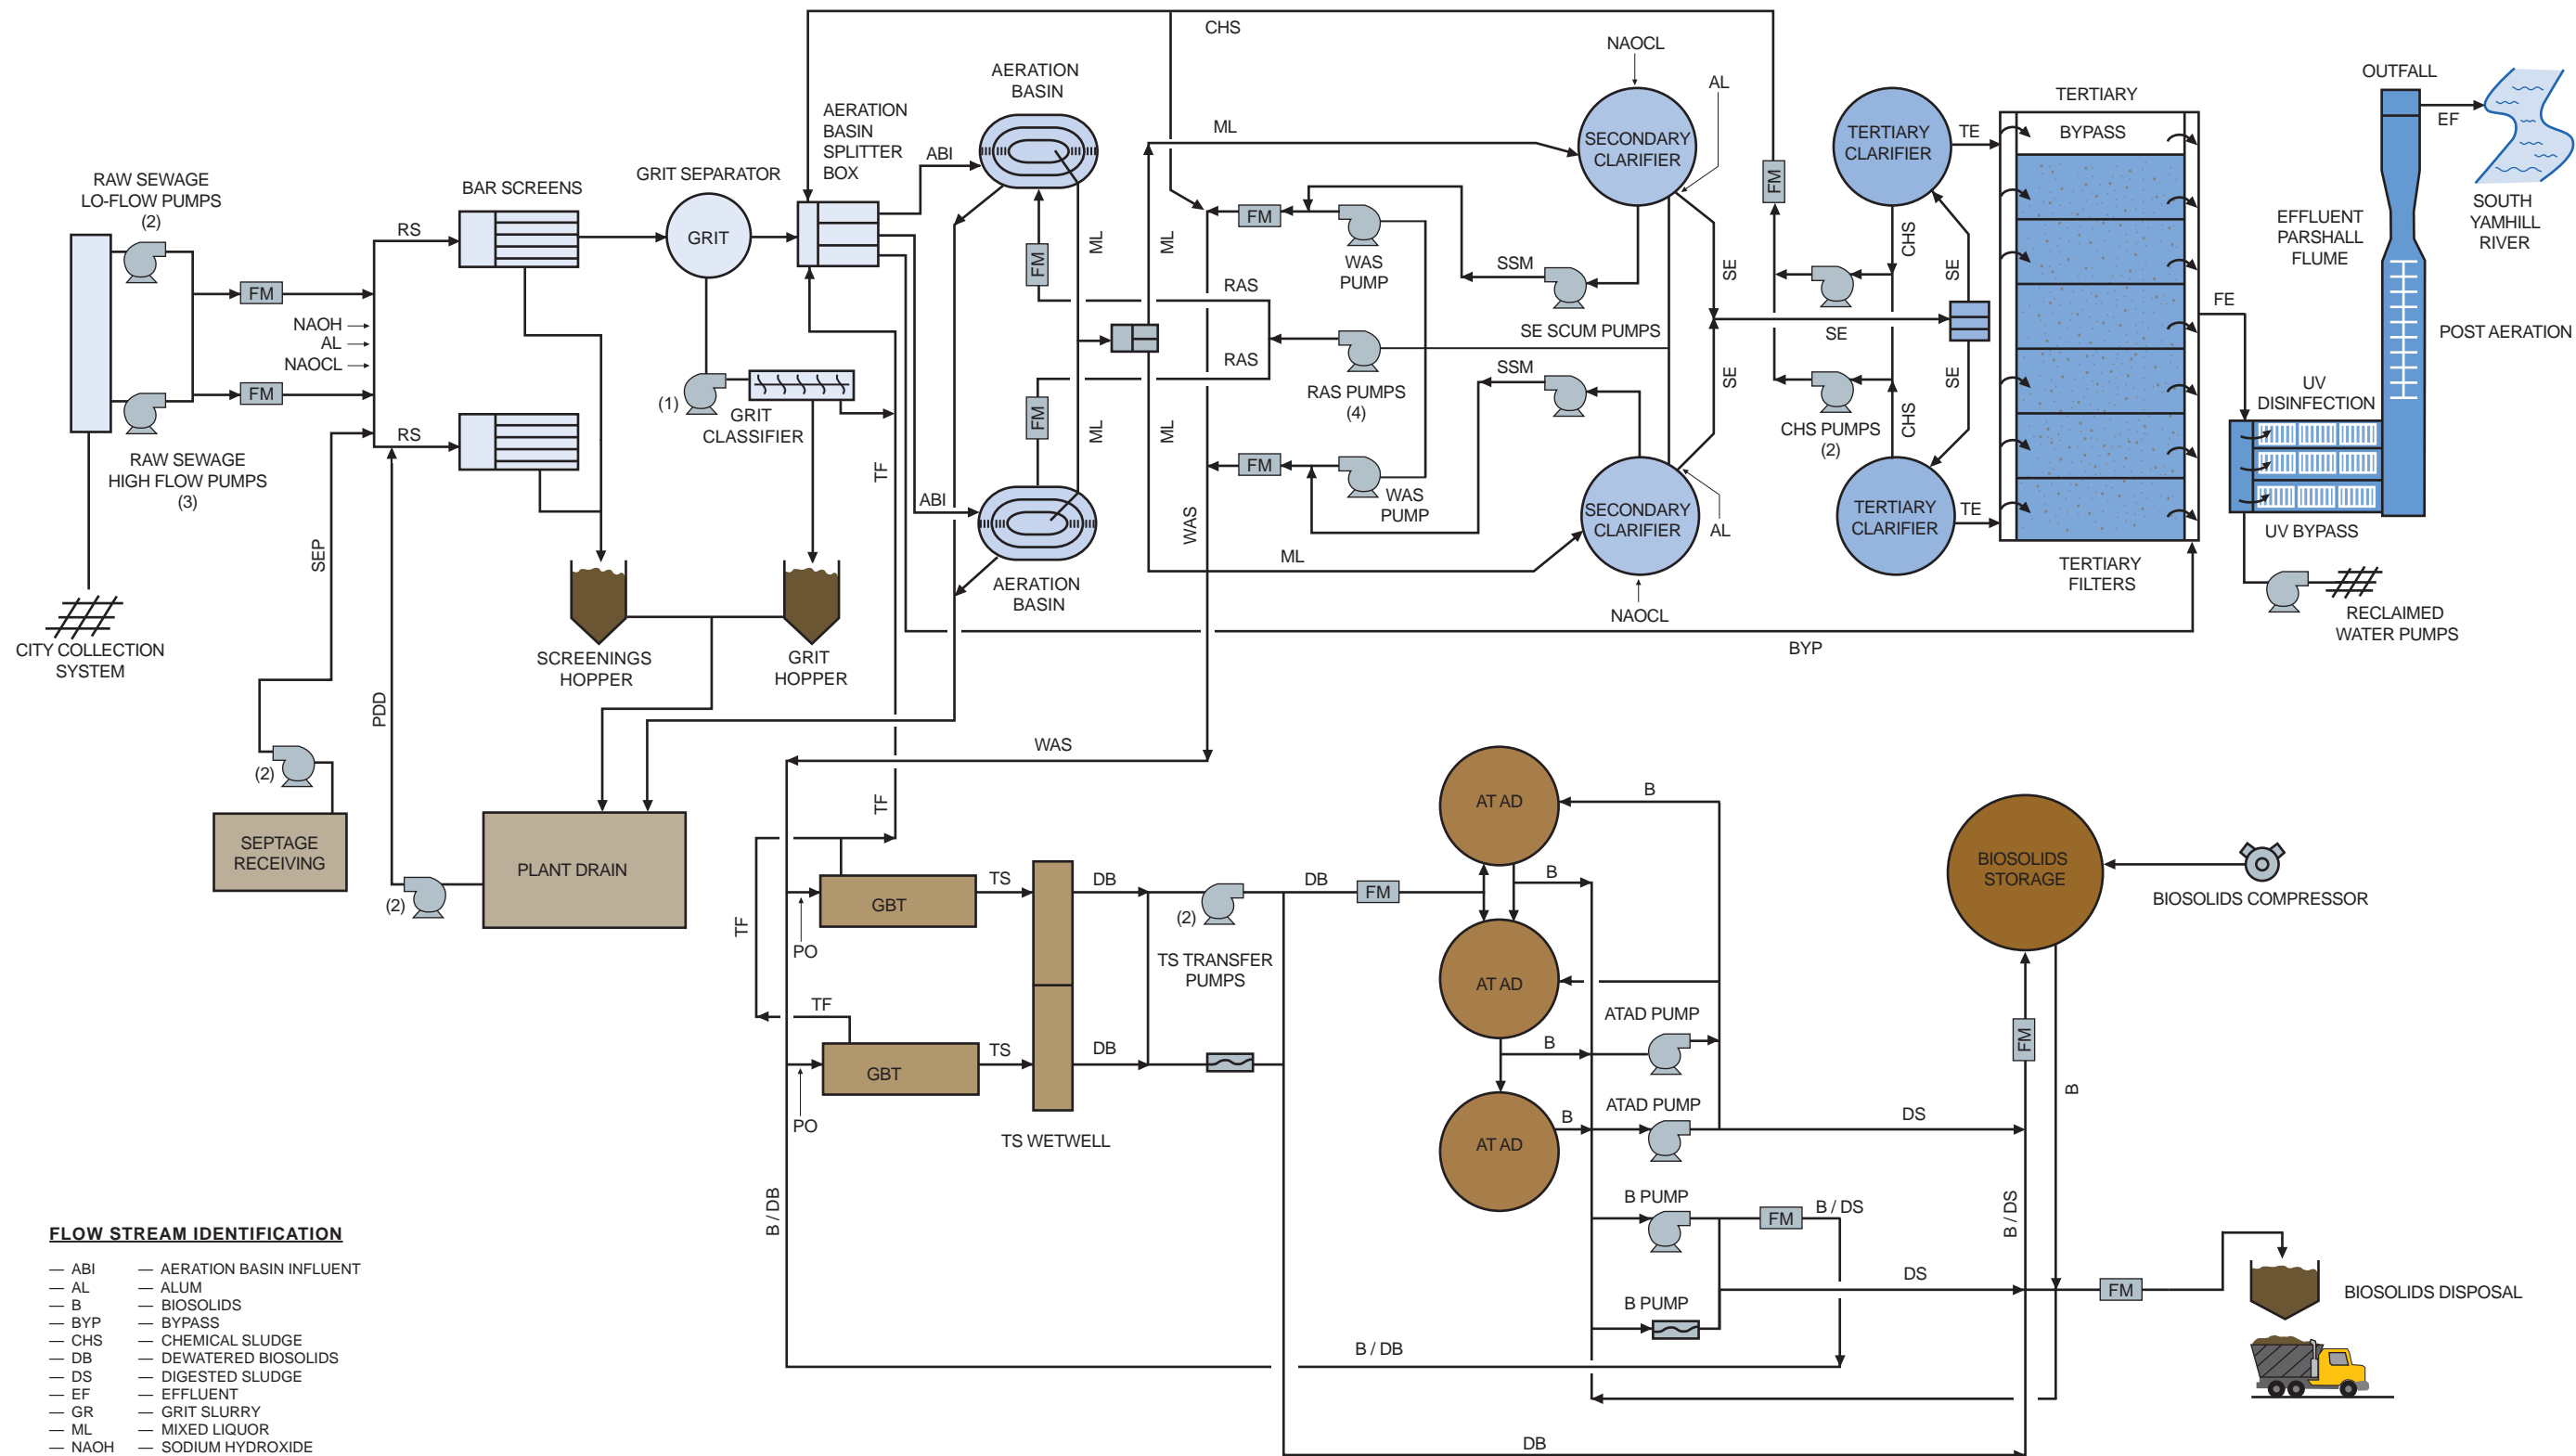 CHS
NAOCL
AL
OUTFALL
EF
SOUTH
YAMHILL
RIVER
AERATION
BASIN
AERATION
BASIN
SPLITTER
BOX
ABI
ML
SECONDARY
CLARIFIER
TERTIARY
CLARIFIER
TE
TERTIARY
BYPASS
RAW SEWAGE
LO-FLOW PUMPS
(2)
BAR SCREENS
GRIT SEPARATOR
GRIT
RS
FM
FM
FM
FM
WAS
PUMP
SSM
SE SCUM PUMPS
ML
ML
SE
CHS
SE
EFFLUENT
PARSHALL
FLUME
FE
POST AERATION
FM
NAOH
AL
NAOCL
FM
RAS
RAS
RAS PUMPS
(4)
SSM
SE
SE
SE
CHS
CHS PUMPS
(2)
UV
DISINFECTION
RS
RAW SEWAGE
HIGH FLOW PUMPS
(3)
(1)
GRIT
CLASSIFIER
FM
ML
ML
FM
WAS
PUMP
TF
ABI
WAS
SECONDARY
CLARIFIER
AL
TERTIARY
CLARIFIER
TE
UV BYPASS
SEP
ML
NAOCL
TERTIARY
FILTERS
AERATION
BASIN
RECLAIMED
WATER PUMPS
CITY COLLECTION
SYSTEM
SCREENINGS
HOPPER
GRIT
HOPPER
BYP
PDD
(2)
WAS
TF
SEPTAGE
RECEIVING
PLANT DRAIN
(2)
AT AD
B
BIOSOLIDS
STORAGE
BIOSOLIDS COMPRESSOR
GBT
TS
DB
(2)
DB
FM
B
TF
PO
TS TRANSFER
PUMPS
AT AD
TF
GBT
TS
DB
B
ATAD PUMP
FM
B
PO
TS WETWELL
AT AD
B
ATAD PUMP
DS
B / DB
B PUMP
FM
B / DS
B / DS
B PUMP
DS
FM
BIOSOLIDS DISPOSAL
B / DB
DB
FLOW STREAM IDENTIFICATION
— ABI — AERATION BASIN INFLUENT
— AL — ALUM
— B — BIOSOLIDS
— BYP — BYPASS
— CHS — CHEMICAL SLUDGE
— DB — DEWATERED BIOSOLIDS
— DS — DIGESTED SLUDGE
— EF — EFFLUENT
— GR — GRIT SLURRY
— ML — MIXED LIQUOR
— NAOH — SODIUM HYDROXIDE